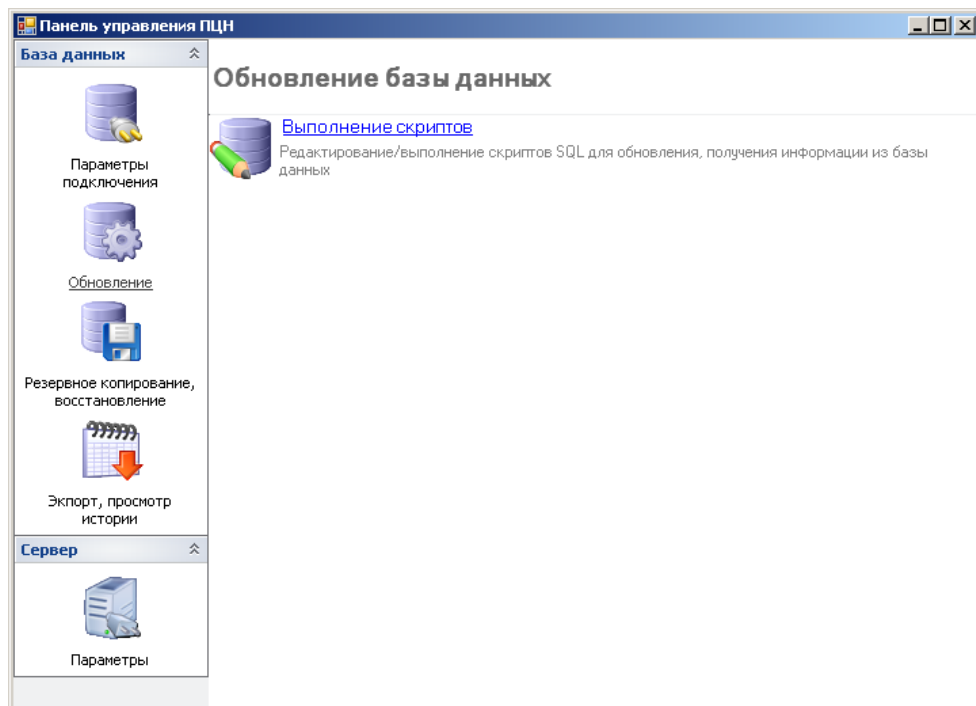 Панель управления ПЦН
База данных
Параметры
подключения
Обновление
Резервное копирование,
восстановление
Экпорт, просмотр
истории
Сервер
Параметры
Обновление базы данных
Выполнение скриптов
Редактирование/выполнение скриптов SQL для обновления, получения информации из базы
данных